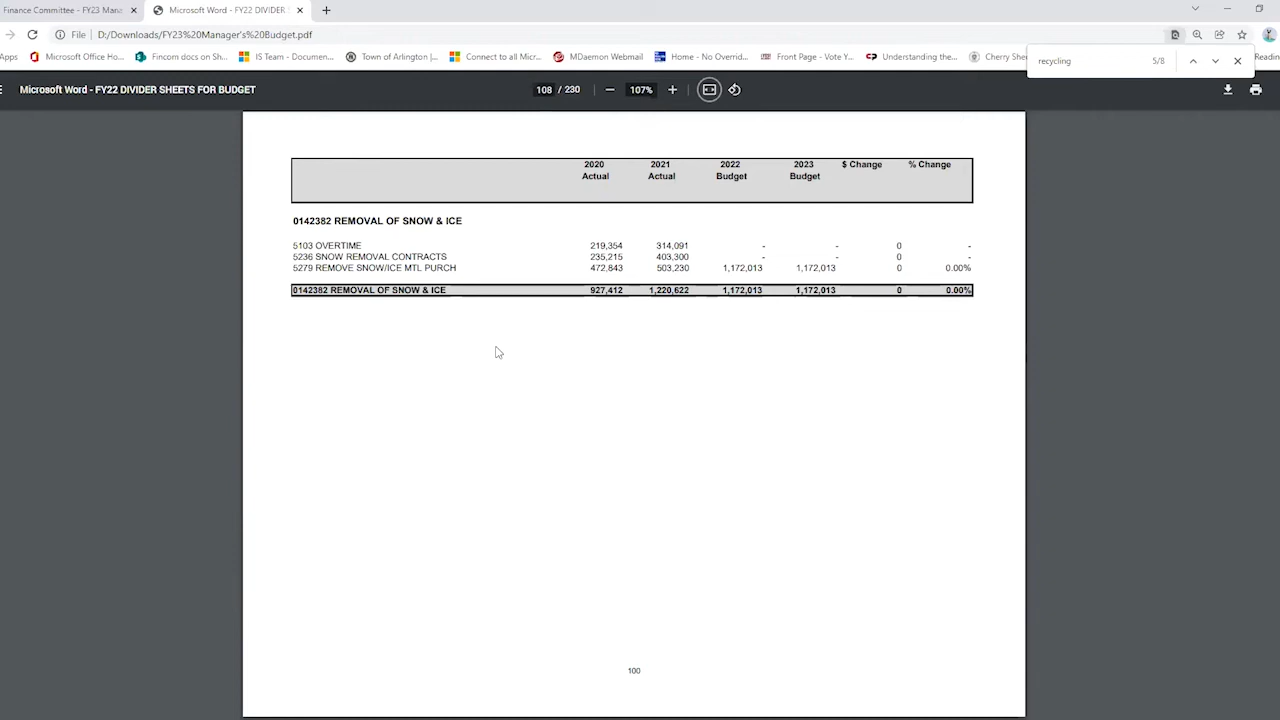 Finance Committee - FY23 Mana
Microsoft Word - FY22 DIVIDER S
File D:/Downloads/FY23%20Manager's%20Budget.pdf
Apps Microsoft Office Ho... Fincom docs on Sh... IS Team - Documen... Town of Arlington |... Connect to all Micr... MDaemon Webmail Home - No Overrid... Front Page - Vote Y... Understanding the... Cherry She
recycling 5/8
Readin
Microsoft Word - FY22 DIVIDER SHEETS FOR BUDGET 108 / 230 107%
2020 2021 2022 2023 $ Change % Change
Actual Actual Budget Budget
0142382 REMOVAL OF SNOW & ICE
5103 OVERTIME 219,354 314,091 - - 0 -
5236 SNOW REMOVAL CONTRACTS 235,215 403,300 - - 0 -
5279 REMOVE SNOW/ICE MTL PURCH 472,843 503,230 1,172,013 1,172,013 0 0.00%
0142382 REMOVAL OF SNOW & ICE 927,412 1,220,622 1,172,013 1,172,013 0 0.00%
100